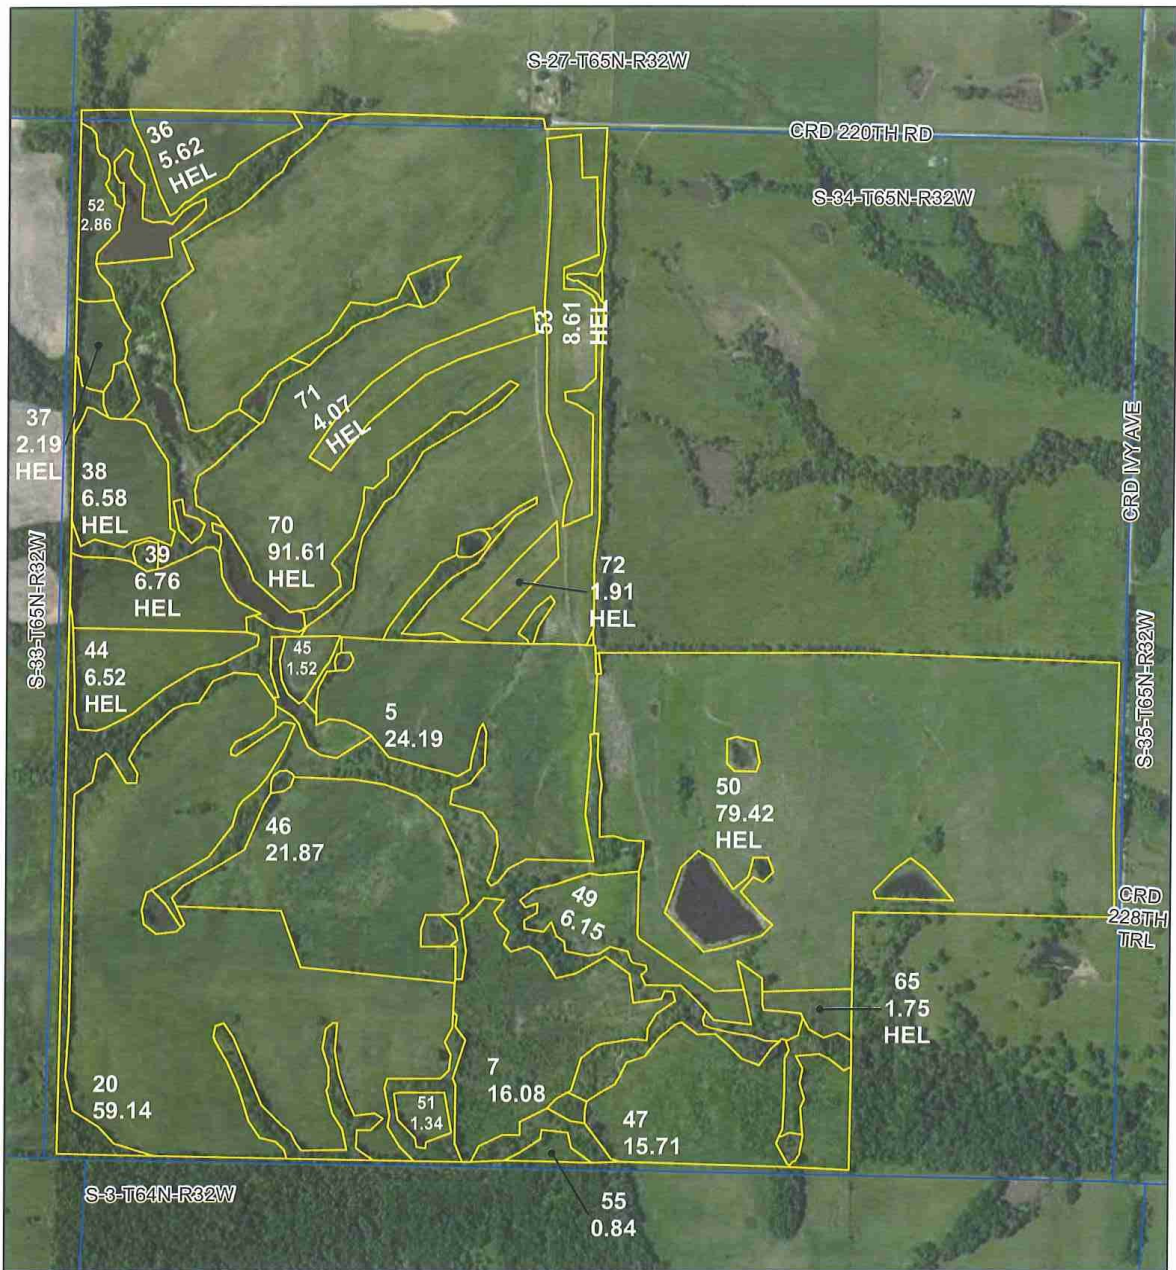 S-27-T65N-R32W
CRD 220TH RD
36
5.62
HEL
S-34-T65N-R32W
52
2.86
53
8.61
HEL
71
4.07
HEL
37
2.19
HEL
38
6.58
HEL
CRD IVY AVE
70
91.61
HEL
39
6.76
HEL
72
1.91
HEL
S-33-T65N-R32W
44
6.52
HEL
45
1.52
S-35-T65N-R32W
5
24.19
50
79.42
HEL
46
21.87
49
6.15
CRD
228TH
TRL
65
1.75
HEL
7
16.08
20
59.14
51
1.34
47
15.71
S-3-T64N-R32W
55
0.84